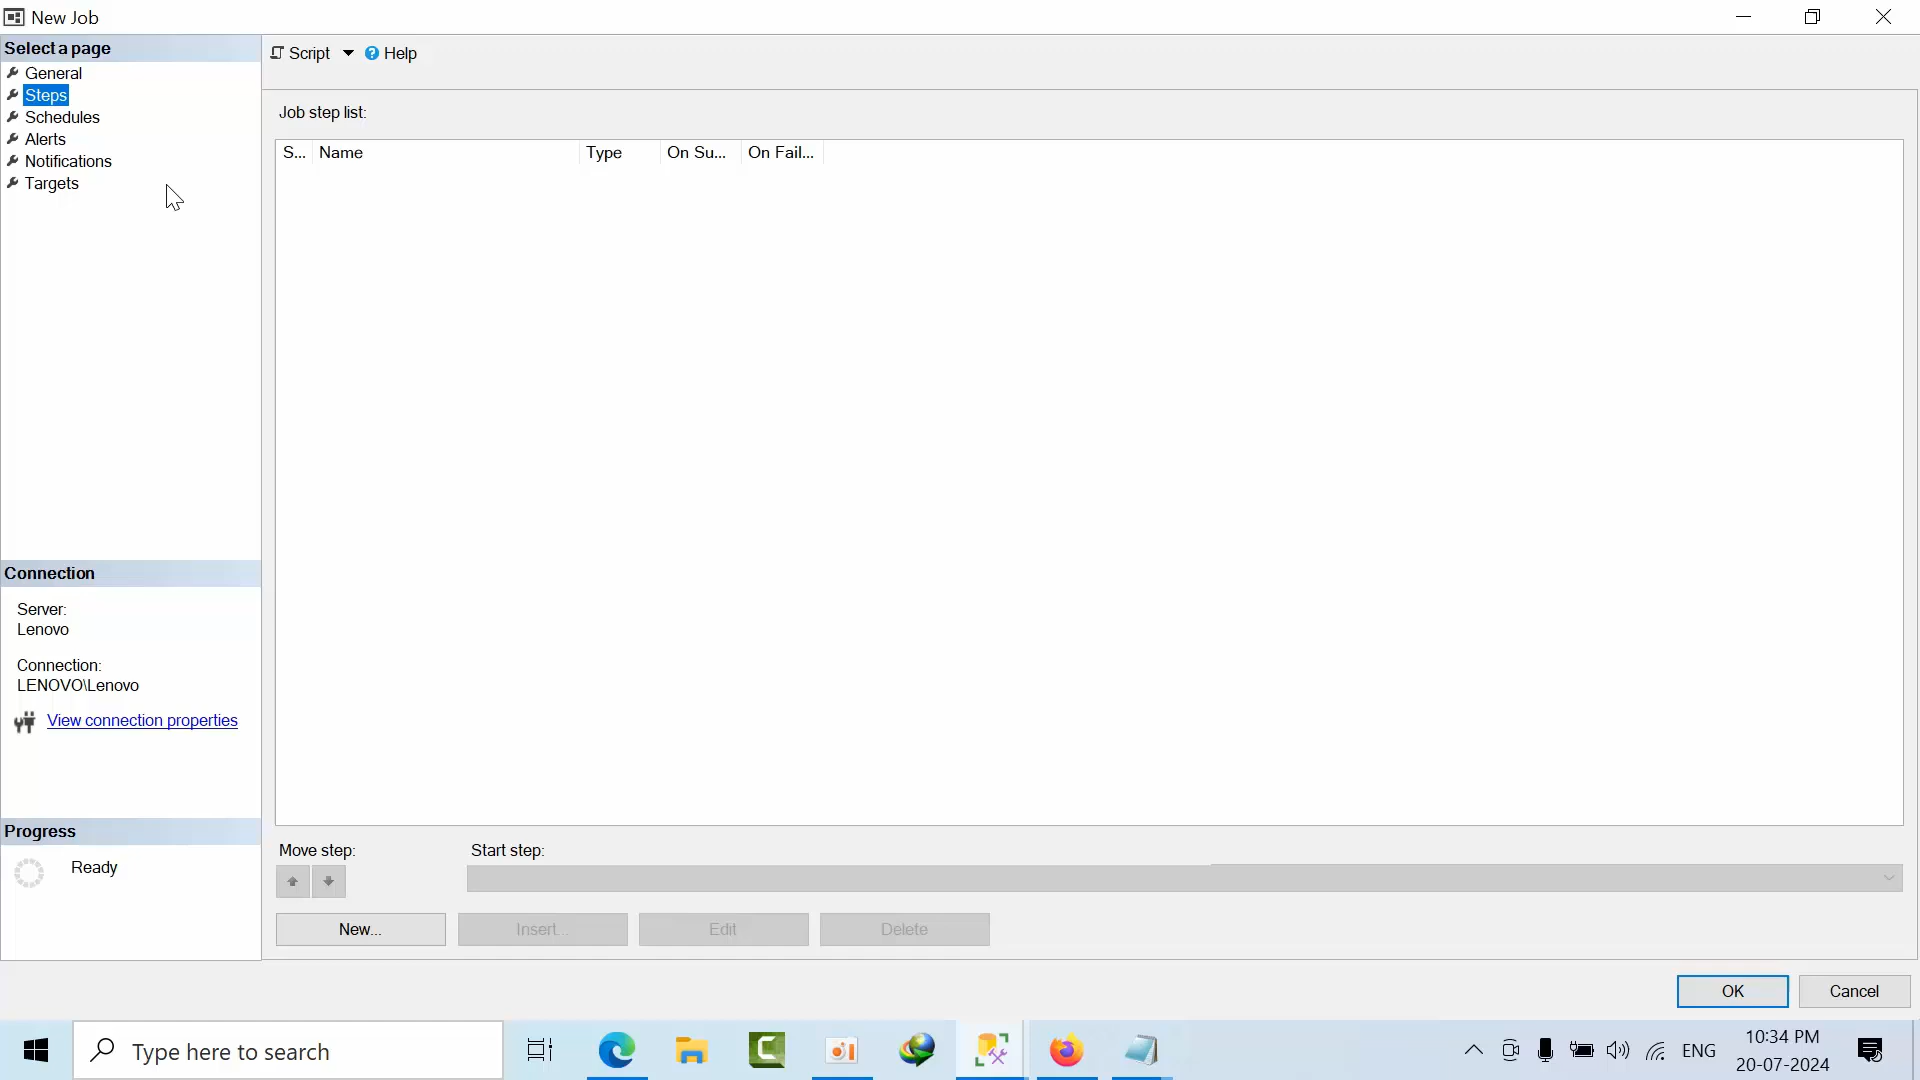 New Job
Select a page
General
Steps
Schedules
Alerts
Notifications
Targets
Script
Help
Job step list:
S... Name Type On Su... On Fail...
Connection
Server:
Lenovo
Connection:
LENOVO\Lenovo
View connection properties
Progress
Ready
Move step:
Start step:
New...
Insert...
Edit
Delete
OK
Cancel
Type here to search
ENG
10:34 PM
20-07-2024